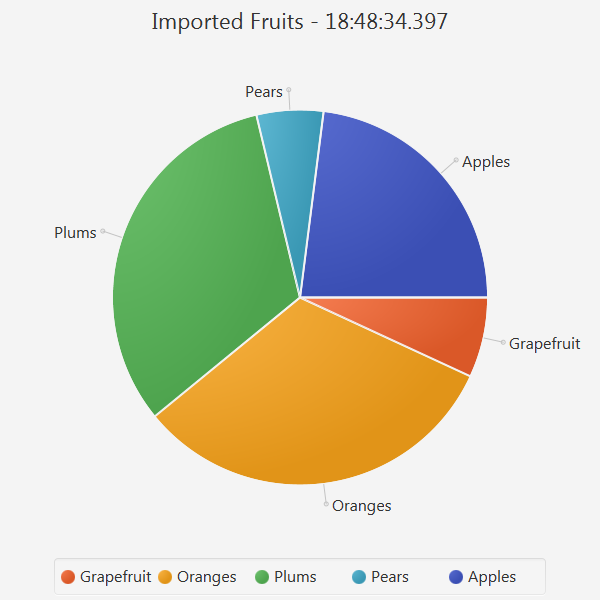 Imported Fruits - 18:48:34.397
Pears
Apples
Plums
Grapefruit
Oranges
Grapefruit Oranges Plums Pears Apples